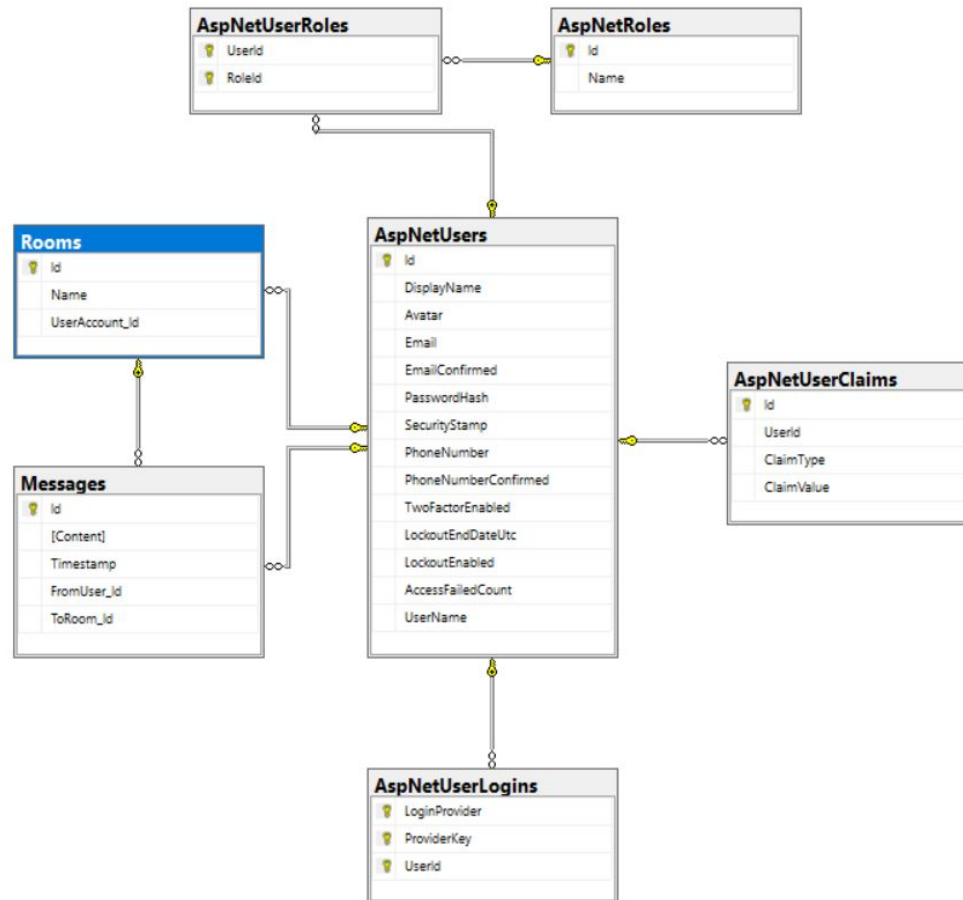 AspNetUserRoles
UserId
RoleId
AspNetRoles
Id
Name
Rooms
Id
Name
UserAccount_Id
AspNetUsers
Id
DisplayName
Avatar
Email
EmailConfirmed
PasswordHash
SecurityStamp
PhoneNumber
PhoneNumberConfirmed
TwoFactorEnabled
LockoutEndDateUtc
LockoutEnabled
AccessFailedCount
UserName
AspNetUserClaims
Id
UserId
ClaimType
ClaimValue
Messages
Id
[Content]
Timestamp
FromUser_Id
ToRoom_Id
AspNetUserLogins
LoginProvider
ProviderKey
UserId